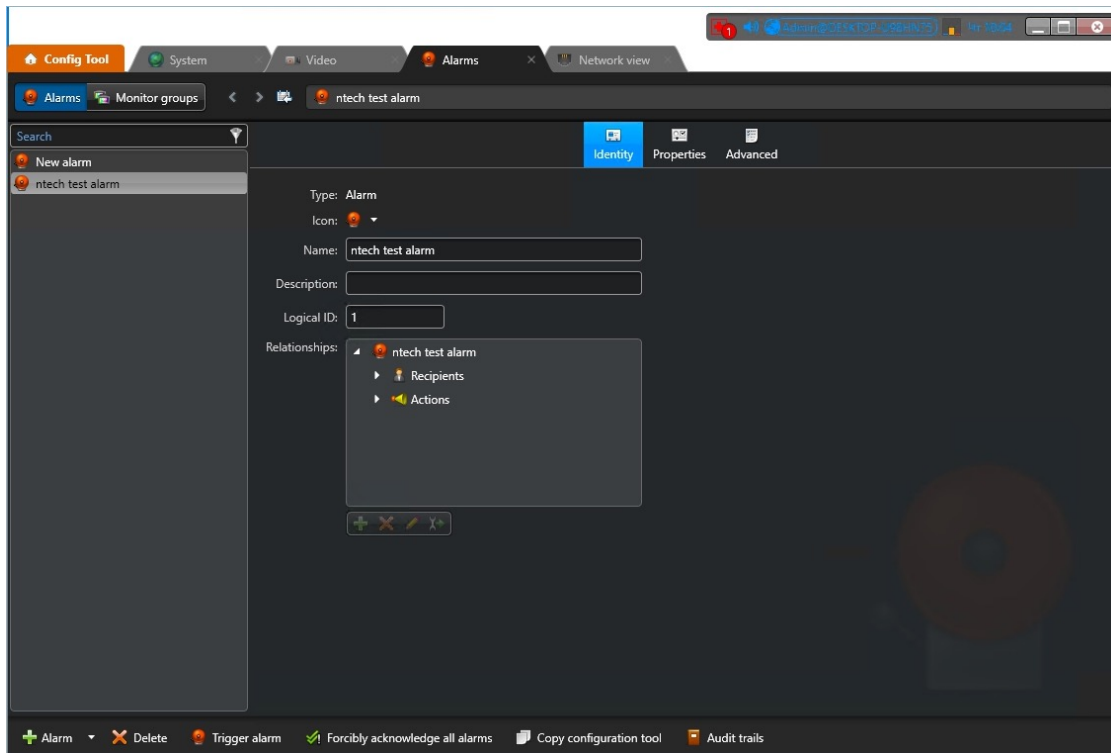 1
Config Tool System Video Alarms Network view
Alarms Monitor groups ntech test alarm
Search
New alarm
ntech test alarm
Identity Properties Advanced
Type: Alarm
Icon:
Name: ntech test alarm
Description:
Logical ID: 1
Relationships: ntech test alarm
Recipients
Actions
Alarm Delete Trigger alarm Forcibly acknowledge all alarms Copy configuration tool Audit trails